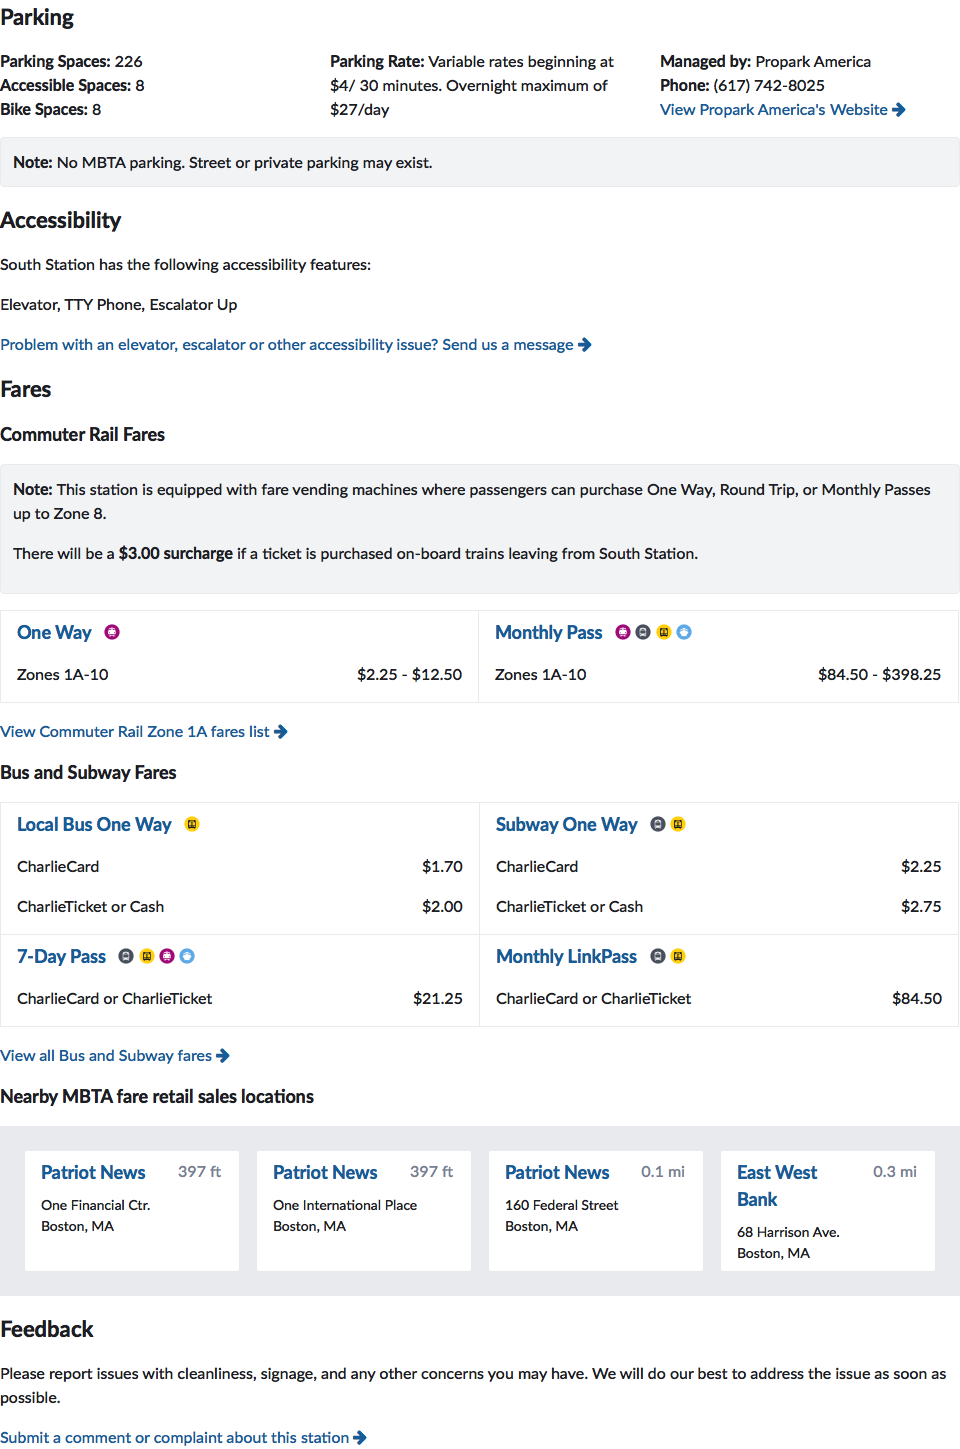 Parking
Parking Spaces: 226
Accessible Spaces: 8
Bike Spaces: 8
Parking Rate: Variable rates beginning at
$4/ 30 minutes. Overnight maximum of
$27/day
Managed by: Propark America
Phone: (617) 742-8025
View Propark America's Website
Note: No MBTA parking. Street or private parking may exist.
Accessibility
South Station has the following accessibility features:
Elevator, TTY Phone, Escalator Up
Problem with an elevator, escalator or other accessibility issue? Send us a message
Fares
Commuter Rail Fares
Note: This station is equipped with fare vending machines where passengers can purchase One Way, Round Trip, or Monthly Passes
up to Zone 8.
There will be a $3.00 surcharge if a ticket is purchased on-board trains leaving from South Station.
One Way
Zones 1A-10 $2.25 - $12.50
Monthly Pass
Zones 1A-10 $84.50 - $398.25
View Commuter Rail Zone 1A fares list
Bus and Subway Fares
Local Bus One Way
CharlieCard $1.70
CharlieTicket or Cash $2.00
Subway One Way
CharlieCard $2.25
CharlieTicket or Cash $2.75
7-Day Pass
CharlieCard or CharlieTicket $21.25
Monthly LinkPass
CharlieCard or CharlieTicket $84.50
View all Bus and Subway fares
Nearby MBTA fare retail sales locations
Patriot News 397 ft
One Financial Ctr.
Boston, MA
Patriot News 397 ft
One International Place
Boston, MA
Patriot News 0.1 mi
160 Federal Street
Boston, MA
East West 0.3 mi
Bank
68 Harrison Ave.
Boston, MA
Feedback
Please report issues with cleanliness, signage, and any other concerns you may have. We will do our best to address the issue as soon as
possible.
Submit a comment or complaint about this station